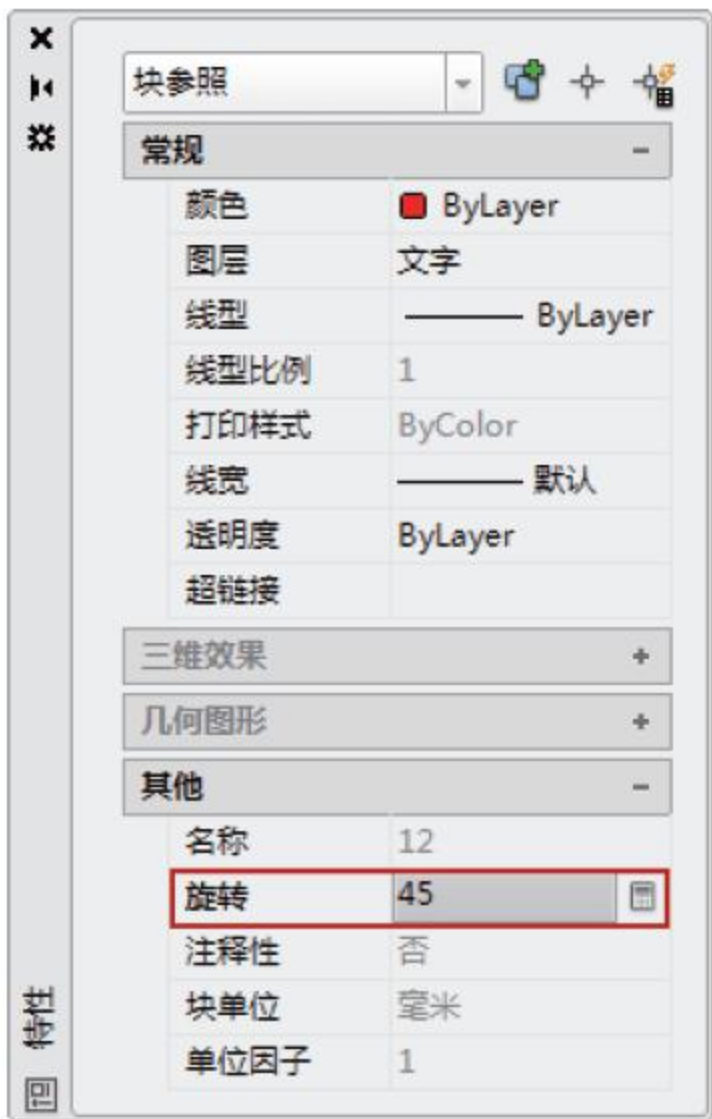 块参照
常规
颜色 ByLayer
图层 文字
线型 ByLayer
线型比例 1
打印样式 ByColor
线宽 默认
透明度 ByLayer
超链接
三维效果
几何图形
其他
名称 12
旋转 45
注释性 否
块单位 毫米
单位因子 1
特性